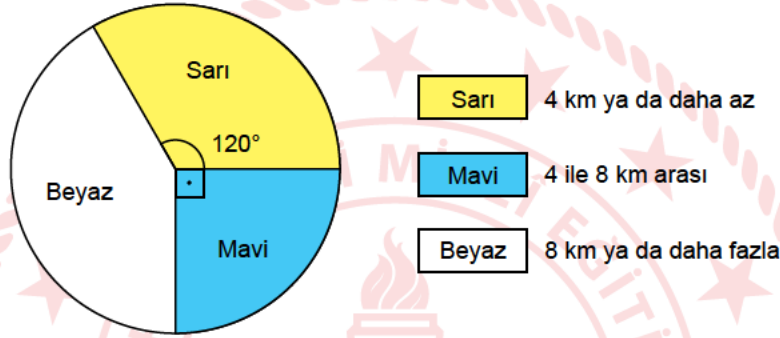 Sarı
120°
Beyaz
Mavi
Sarı 4 km ya da daha az
Mavi 4 ile 8 km arası
Beyaz 8 km ya da daha fazla